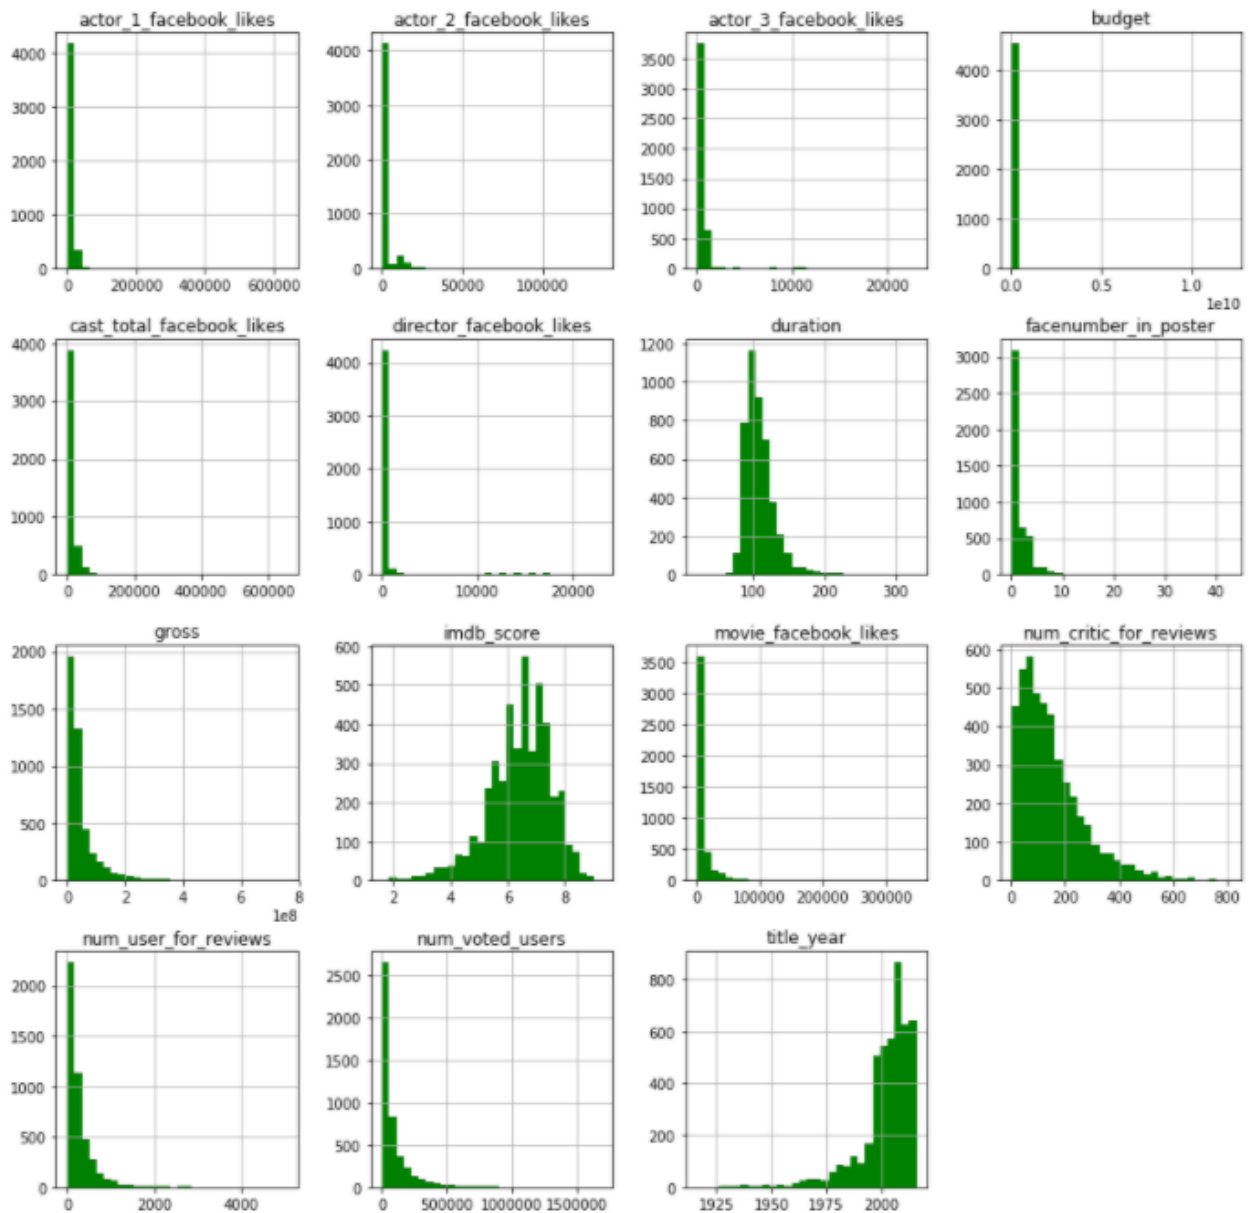 actor_1_facebook_likes
4000
3000
2000
1000
0
0 200000 400000 600000
actor_2_facebook_likes
4000
3000
2000
1000
0
0 50000 100000
actor_3_facebook_likes
3500
3000
2500
2000
1500
1000
500
0
0 10000 20000
budget
4000
3000
2000
1000
0
0.0 0.5 1.0
1e10
cast_total_facebook_likes
4000
3000
2000
1000
0
0 200000 400000 600000
director_facebook_likes
4000
3000
2000
1000
0
0 10000 20000
duration
1200
1000
800
600
400
200
0
100 200 300
facenumber_in_poster
3000
2500
2000
1500
1000
500
0
0 10 20 30 40
gross
2000
1500
1000
500
0
0 2 4 6 8
1e8
imdb_score
600
500
400
300
200
100
0
2 4 6 8
movie_facebook_likes
3500
3000
2500
2000
1500
1000
500
0
0 100000 200000 300000
num_critic_for_reviews
600
500
400
300
200
100
0
0 200 400 600 800
num_user_for_reviews
2000
1500
1000
500
0
0 2000 4000
num_voted_users
2500
2000
1500
1000
500
0
0 500000 1000000 1500000
title_year
800
600
400
200
0
1925 1950 1975 2000